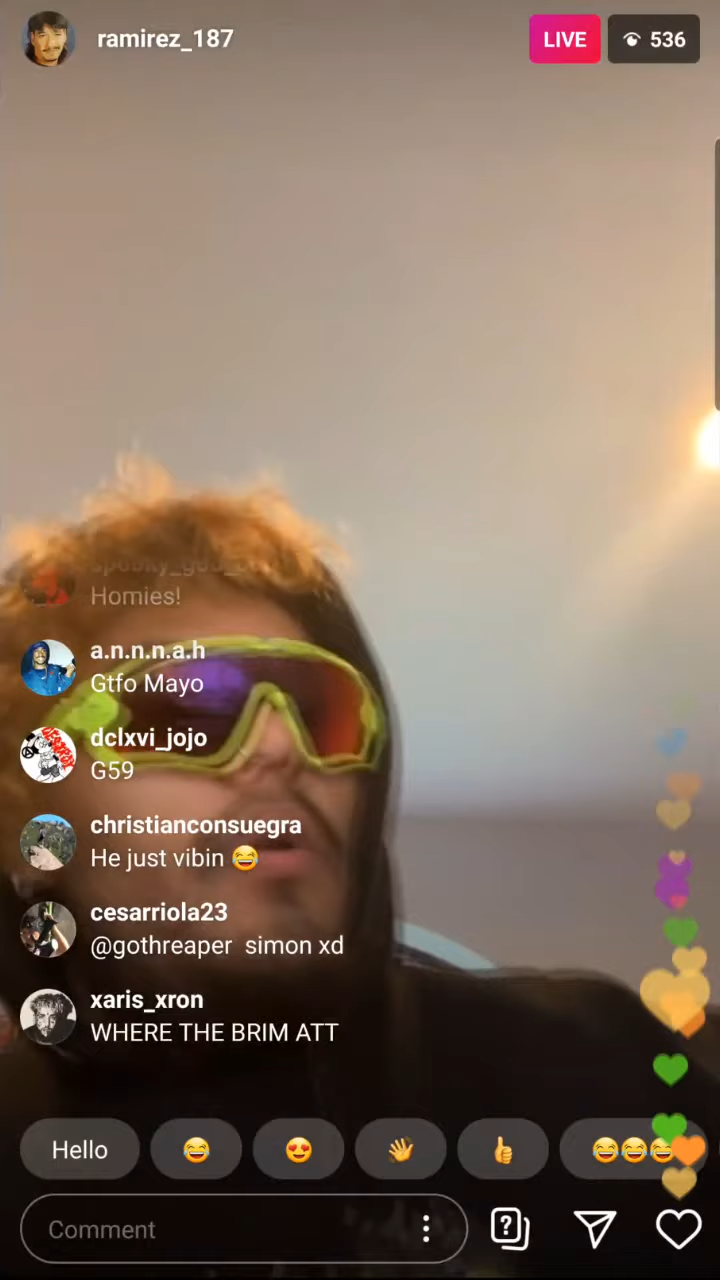 ramirez_187
LIVE
536
Homies!
a.n.n.n.a.h
Gtfo Mayo
dclxvi_jojo
G59
christianconsuegra
He just vibin 😂
cesarriola23
@gothreaper simon xd
xaris_xron
WHERE THE BRIM ATT
Hello
😂
😍
👋
👍
😂😂😂
Comment